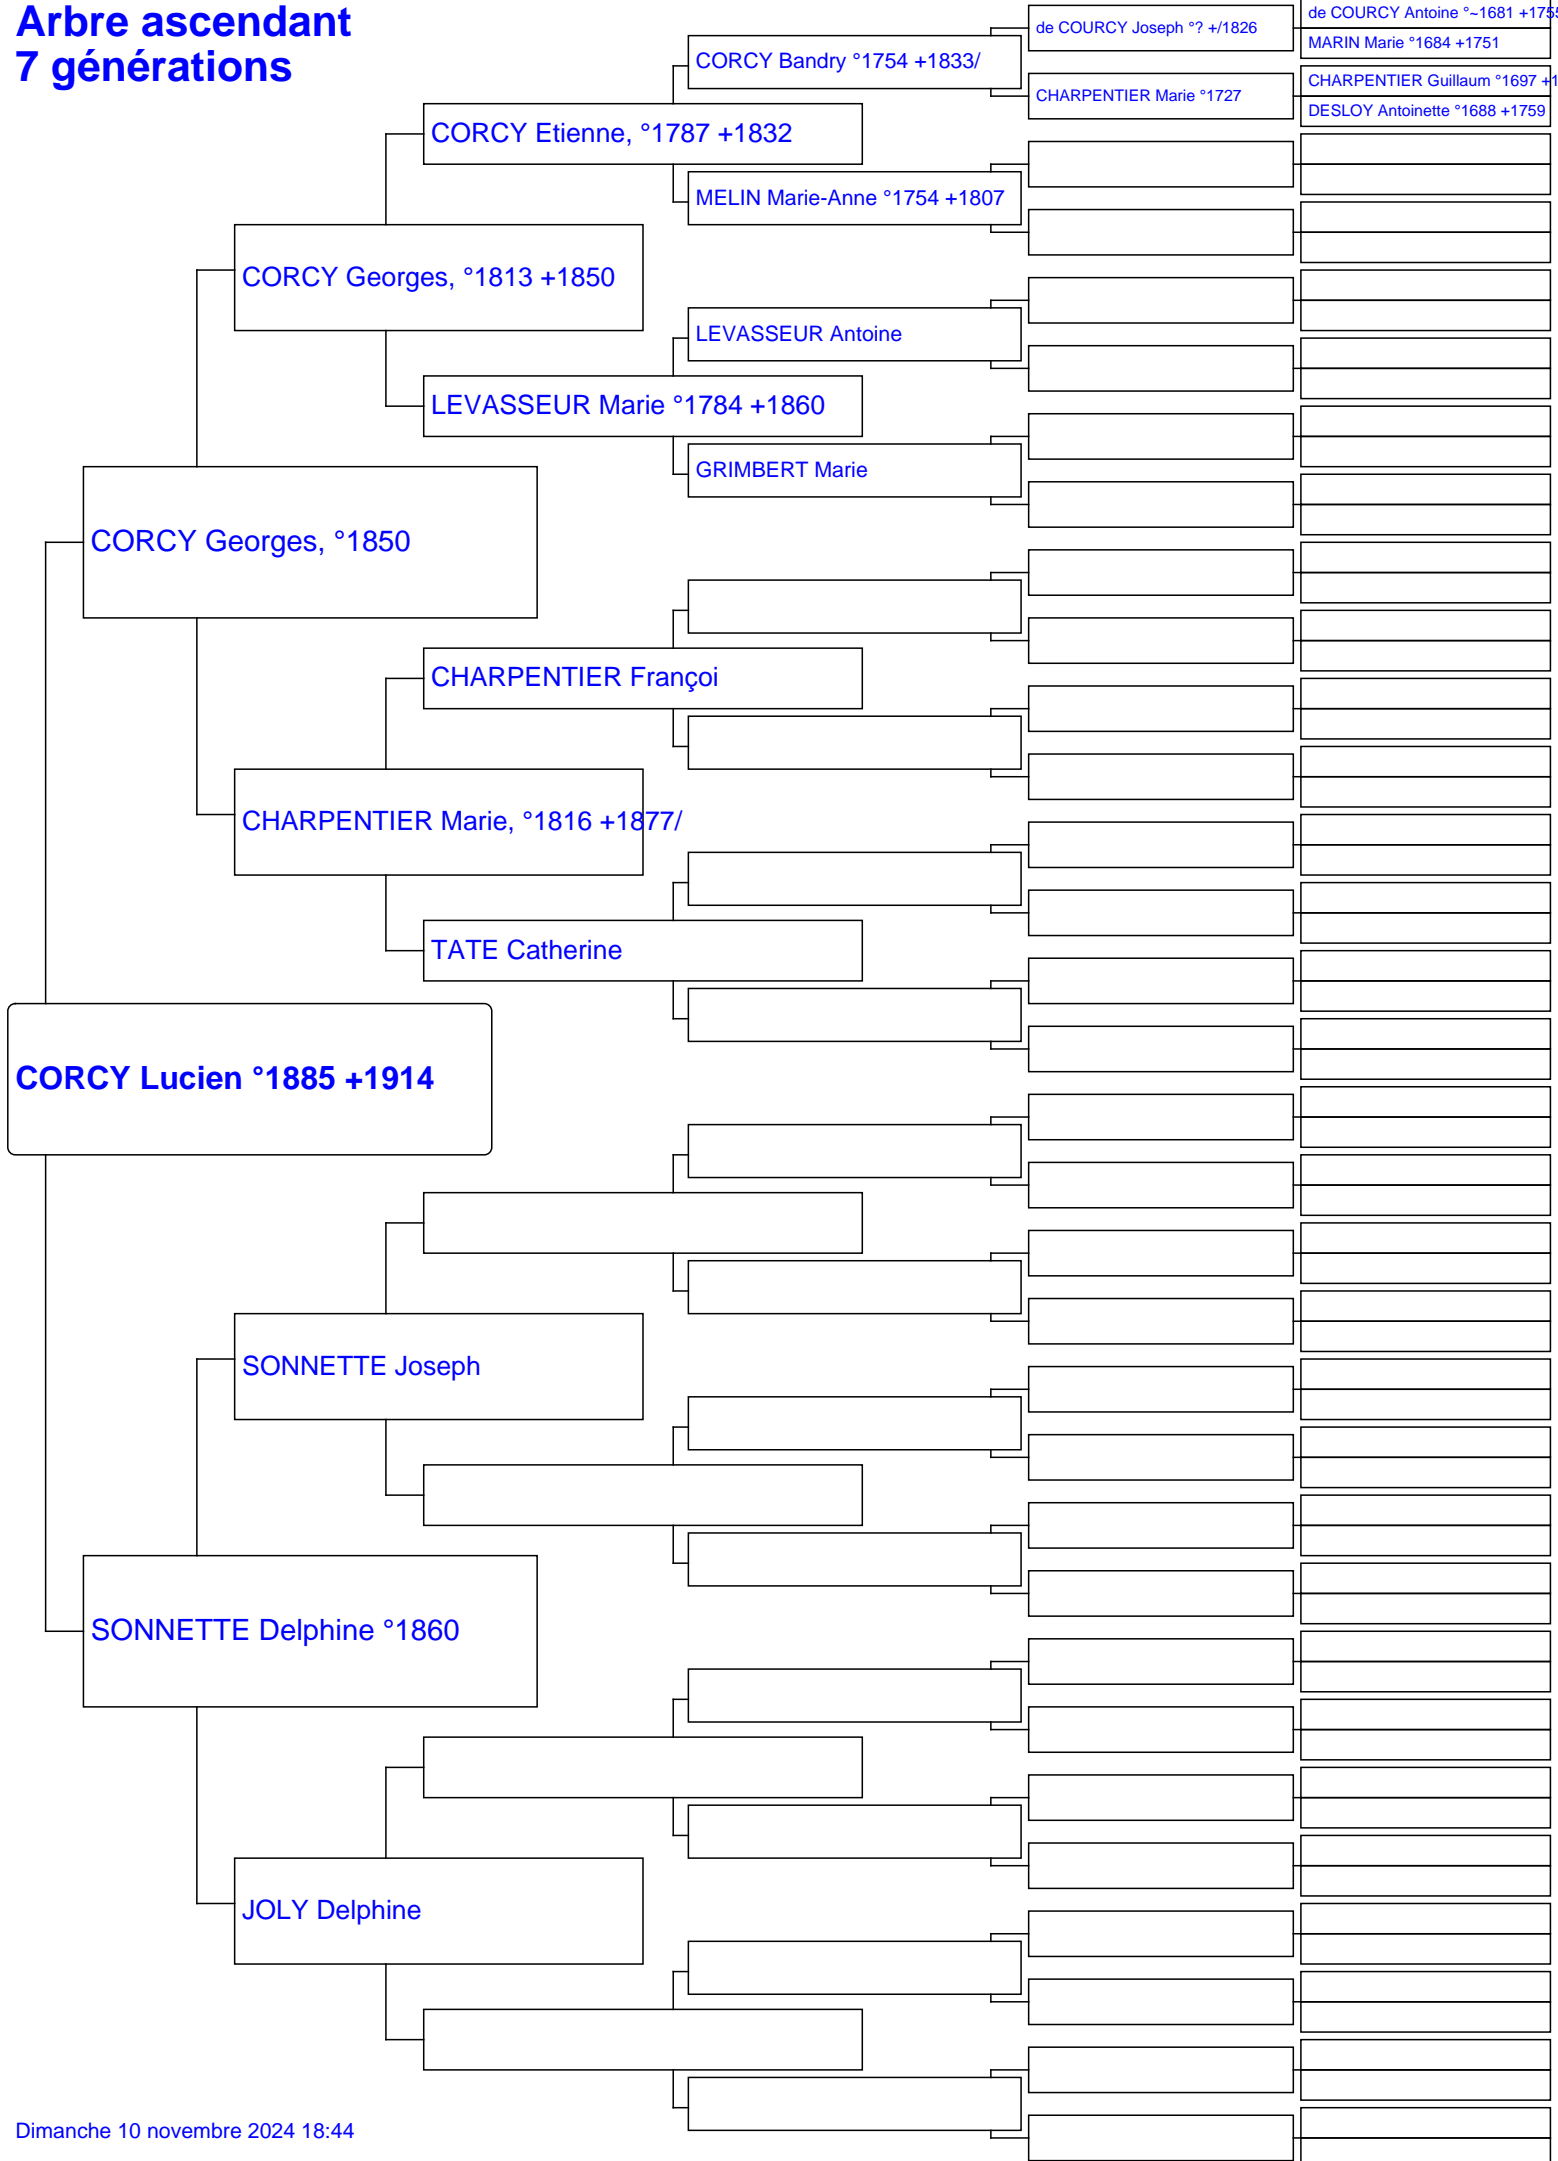 Arbre ascendant
7 générations
de COURCY Antoine °~1681 +1755
de COURCY Joseph °? +/1826
MARIN Marie °1684 +1751
CORCY Bandry °1754 +1833/
CHARPENTIER Guillaum °1697 +1
CHARPENTIER Marie °1727
DESLOY Antoinette °1688 +1759
CORCY Etienne, °1787 +1832
MELIN Marie-Anne °1754 +1807
CORCY Georges, °1813 +1850
LEVASSEUR Antoine
LEVASSEUR Marie °1784 +1860
GRIMBERT Marie
CORCY Georges, °1850
CHARPENTIER Françoi
CHARPENTIER Marie, °1816 +1877/
TATE Catherine
CORCY Lucien °1885 +1914
SONNETTE Joseph
SONNETTE Delphine °1860
JOLY Delphine
Dimanche 10 novembre 2024 18:44